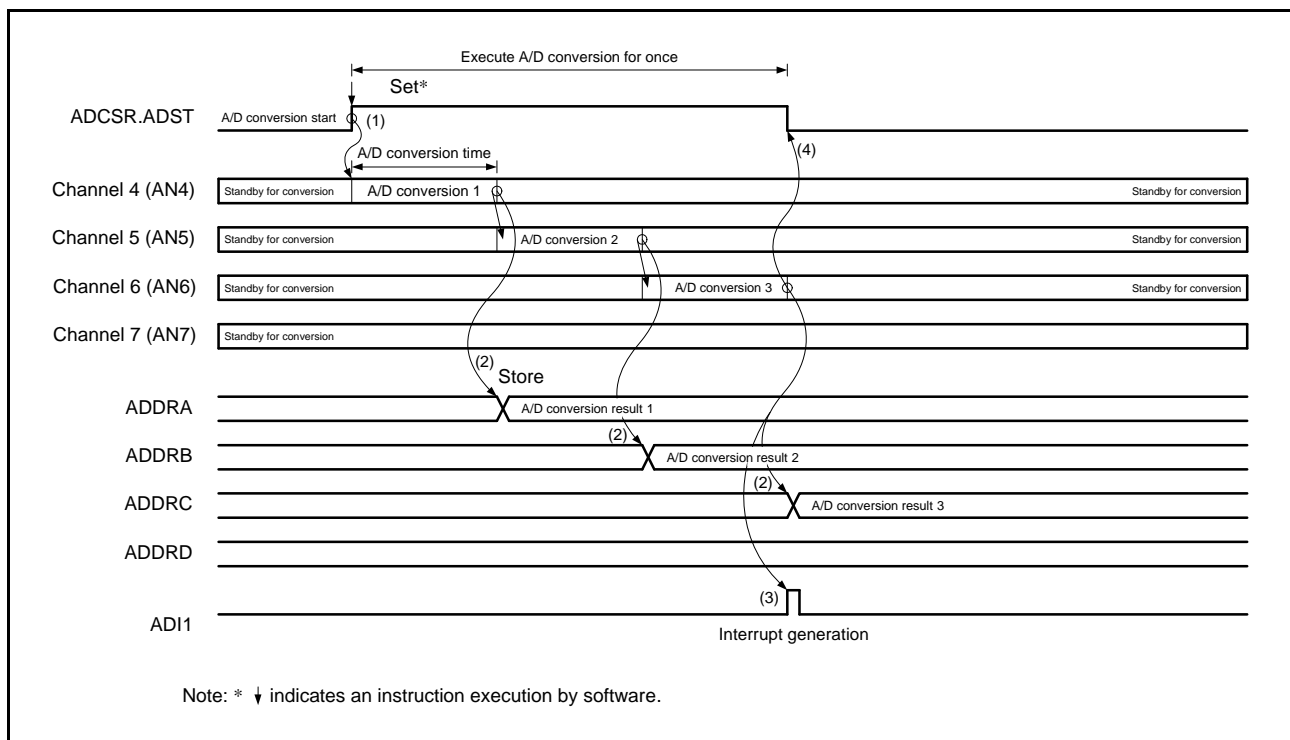 Execute A/D conversion for once
Set*
ADCSR.ADST
A/D conversion start
(1)
(4)
A/D conversion time
Channel 4 (AN4)
Standby for conversion
A/D conversion 1
Standby for conversion
Channel 5 (AN5)
Standby for conversion
A/D conversion 2
Standby for conversion
Channel 6 (AN6)
Standby for conversion
A/D conversion 3
Standby for conversion
Channel 7 (AN7)
Standby for conversion
(2)
Store
ADDRA
A/D conversion result 1
ADDRB
(2)
A/D conversion result 2
ADDRC
(2)
A/D conversion result 3
ADDRD
ADI1
(3)
Interrupt generation
Note: * ↓ indicates an instruction execution by software.